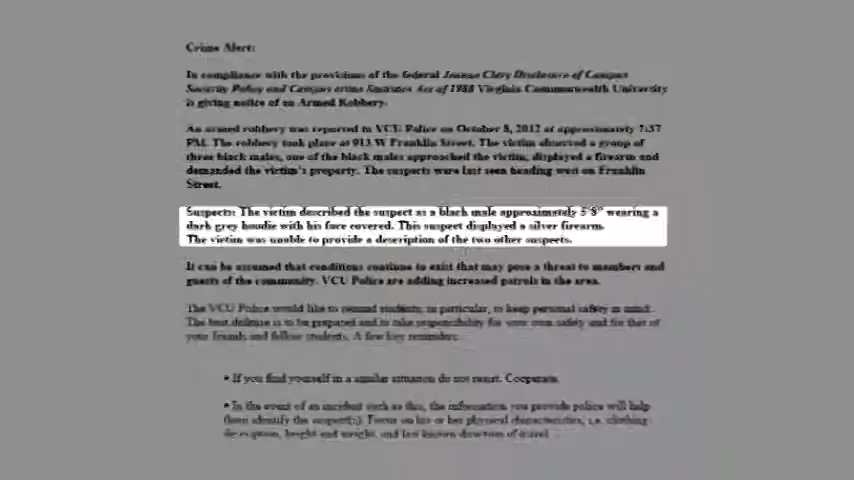 Crime Alert:
In compliance with the provisions of the federal Jeanne Clery Disclosure of Campus
Security Policy and Campus Crime Statistics Act of 1988 Virginia Commonwealth University
is giving notice of an Armed Robbery.
An armed robbery was reported to VCU Police on October 8, 2012 at approximately 7:37
PM. The robbery took place at 913 W Franklin Street. The victim observed a group of
three black males, one of the black males approached the victim, displayed a firearm and
demanded the victim's property. The suspects were last seen heading west on Franklin
Street.
Suspects: The victim described the suspect as a black male approximately 5'8" wearing a
dark grey hoodie with his face covered. This suspect displayed a silver firearm.
The victim was unable to provide a description of the two other suspects.
It can be assumed that conditions continue to exist that may pose a threat to members and
guests of the community. VCU Police are adding increased patrols in the area.
The VCU Police would like to remind students, in particular, to keep personal safety in mind.
The best defense is to be prepared and to take responsibility for your own safety and for that of
your friends and fellow students. A few key reminders:
• If you find yourself in a similar situation do not resist. Cooperate.
• In the event of an incident such as this, the information you provide police will help
them identify the suspect(s). Focus on his or her physical characteristics, i.e. clothing
description, height and weight, and last known direction of travel.